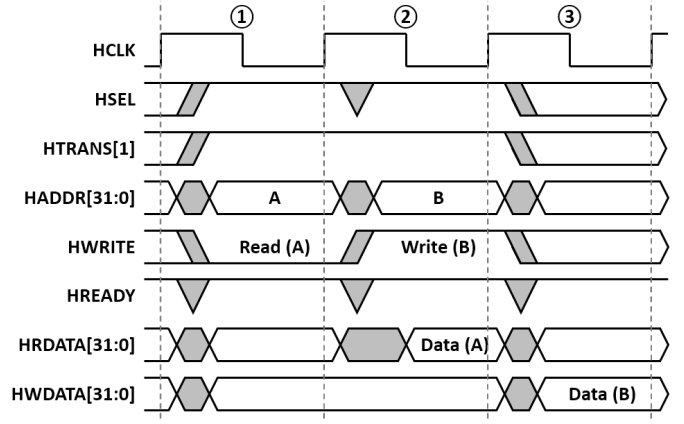 ① ② ③
HCLK
HSEL
HTRANS[1]
HADDR[31:0] A B
HWRITE Read (A) Write (B)
HREADY
HRDATA[31:0] Data (A)
HWDATA[31:0] Data (B)